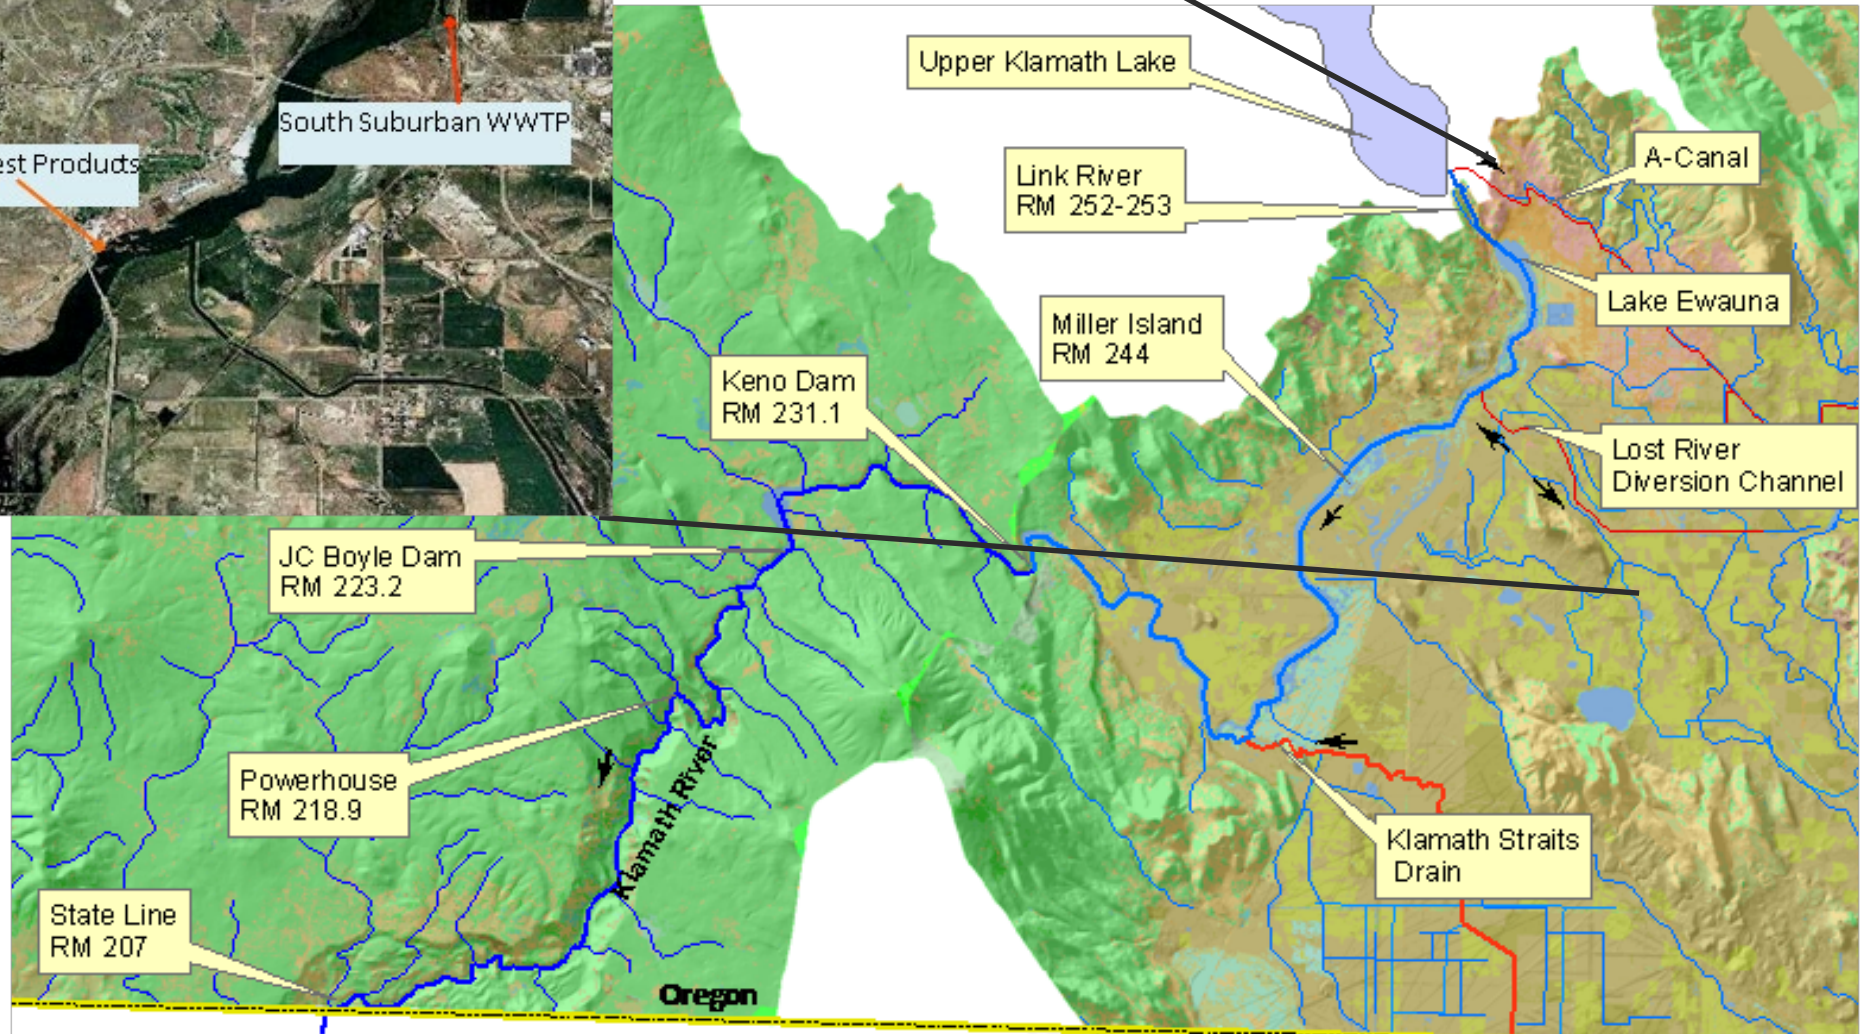 South Suburban WWTP
est Products
Upper Klamath Lake
Link River
RM 252-253
A-Canal
Lake Ewauna
Miller Island
RM 244
Keno Dam
RM 231.1
Lost River
Diversion Channel
JC Boyle Dam
RM 223.2
Powerhouse
RM 218.9
Klamath River
Klamath Straits
Drain
State Line
RM 207
Oregon